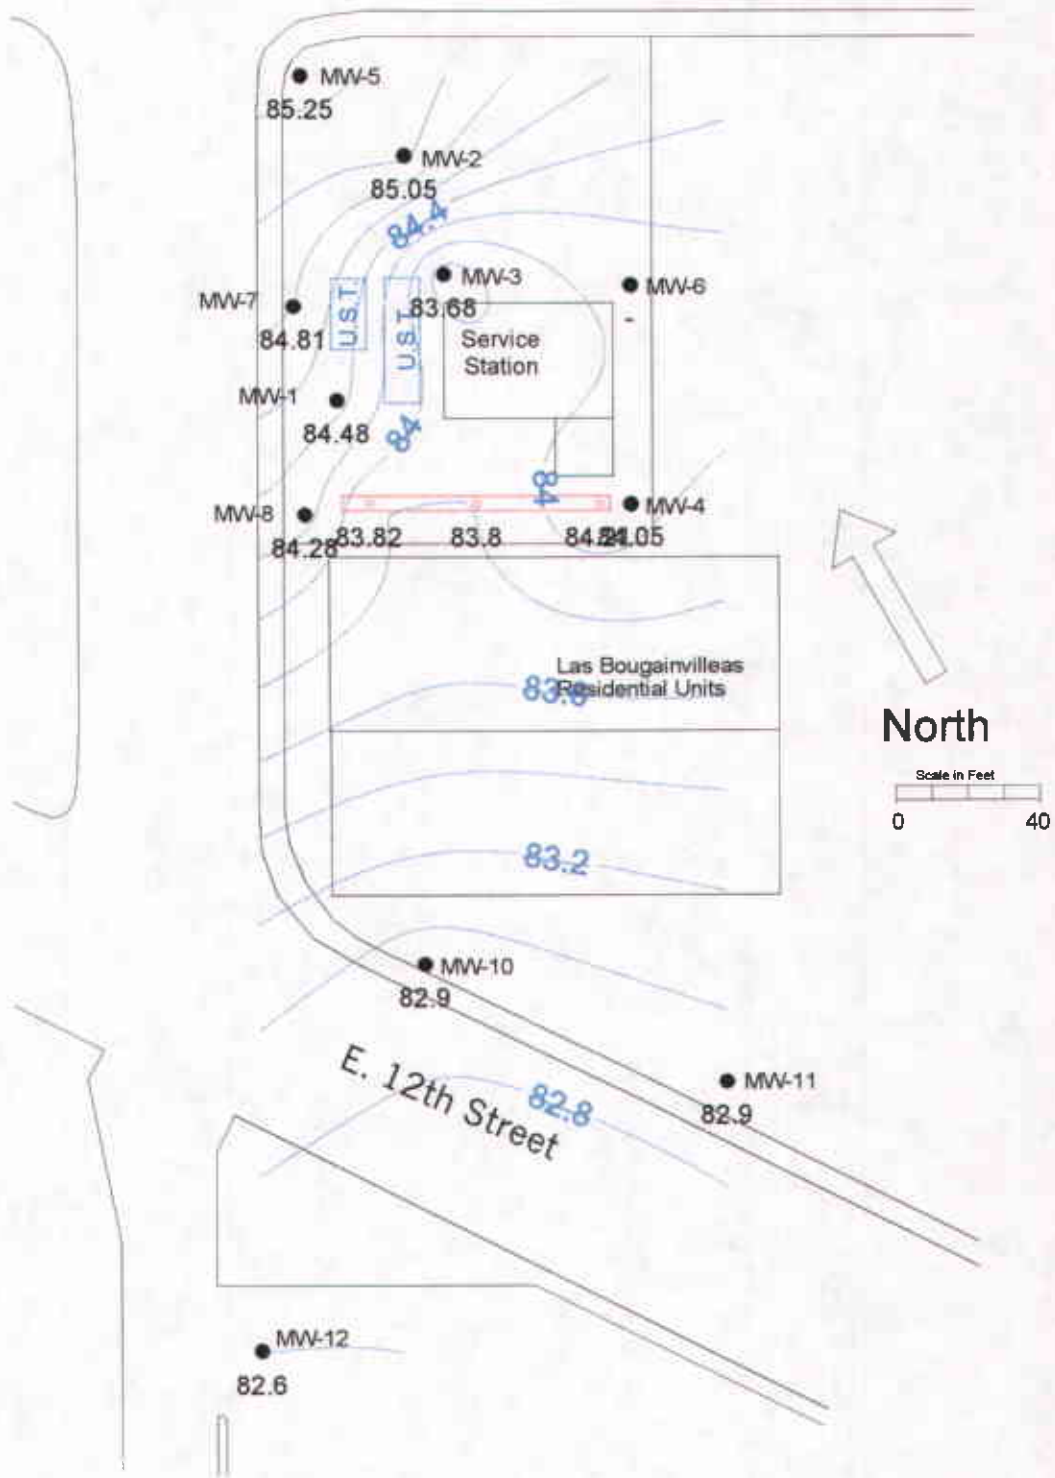 MW-5
85.25
MW-2
85.05
84.4
MW-3
83.68
MW-6
MW-7
84.81
U.S.T.
U.S.T.
Service
Station
MW-1
84.48
84
84
MW-4
MW-8
84.28
83.82
83.8
84.05
Las Bougainvilleas
Residential Units
83.6
North
Scale in Feet
0
40
83.2
MW-10
82.9
E. 12th Street
82.8
MW-11
82.9
MW-12
82.6